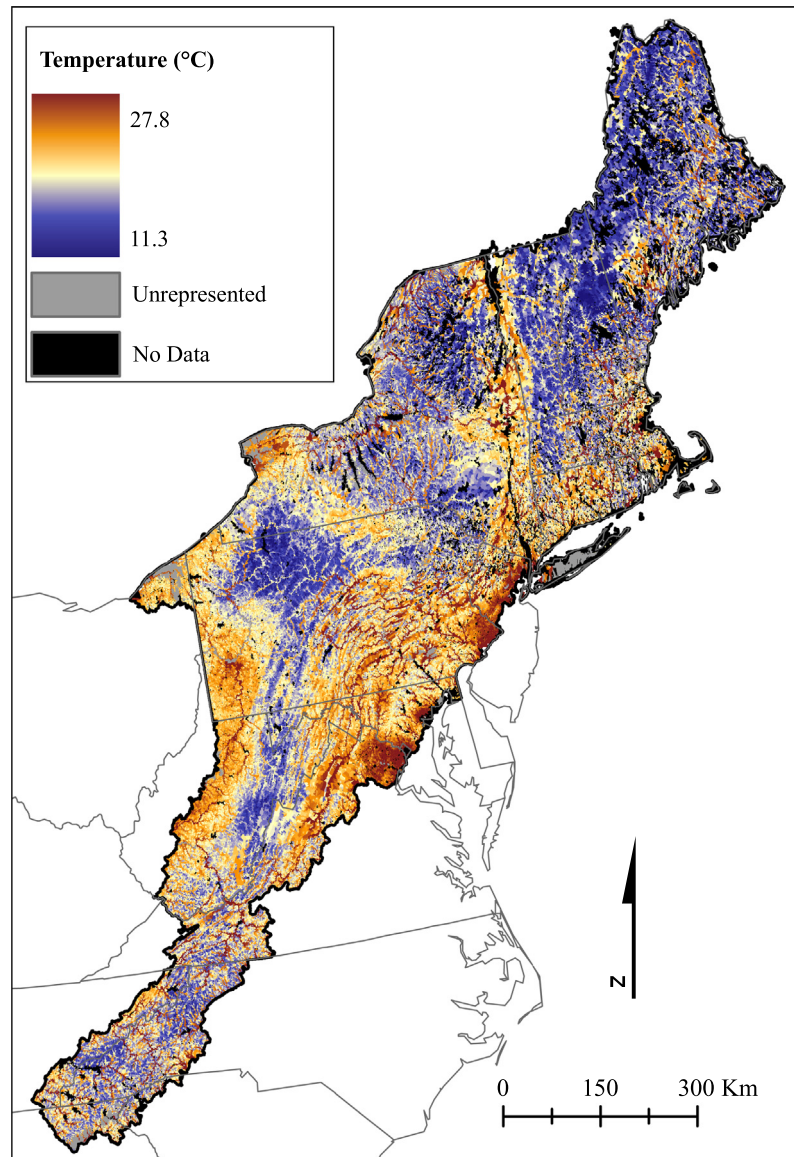 Temperature (°C)
27.8
11.3
Unrepresented
No Data
N
0 150 300 Km